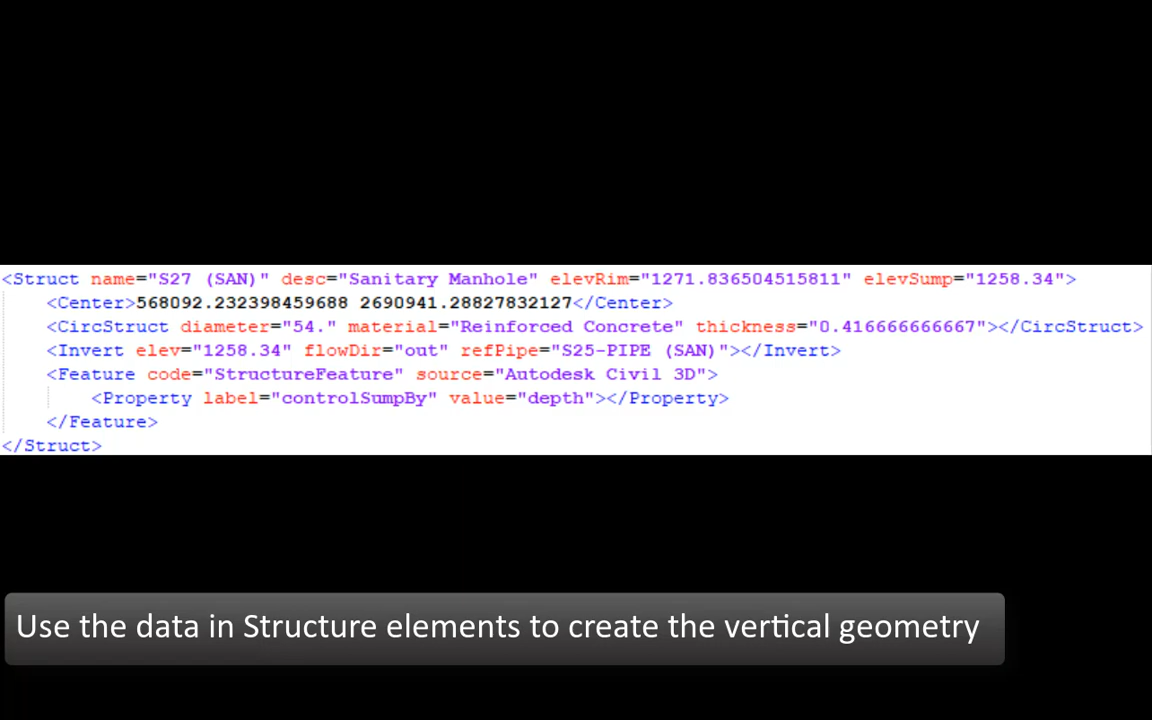 <Struct name="S27 (SAN)" desc="Sanitary Manhole" elevRim="1271.836504515811" elevSump="1258.34">
<Center>568092.232398459688 2690941.28827832127</Center>
<CircStruct diameter="54." material="Reinforced Concrete" thickness="0.416666666667"></CircStruct>
<Invert elev="1258.34" flowDir="out" refPipe="S25-PIPE (SAN)"></Invert>
<Feature code="StructureFeature" source="Autodesk Civil 3D">
<Property label="controlSumpBy" value="depth"></Property>
</Feature>
</Struct>
Use the data in Structure elements to create the vertical geometry